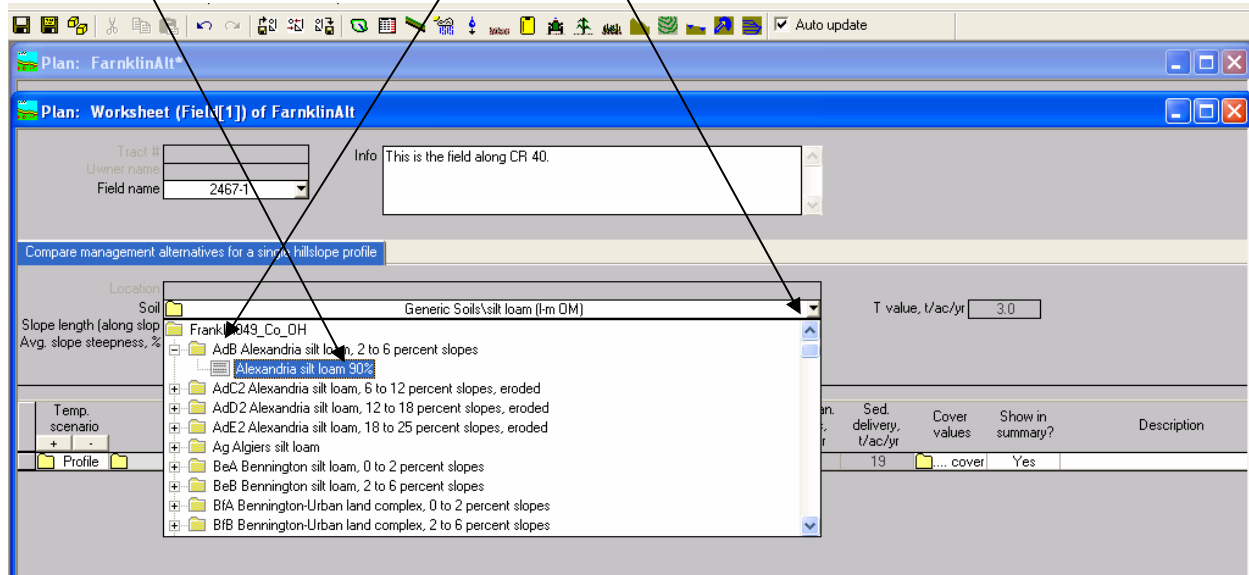 Auto update
Plan: FarnklinAlt*
Plan: Worksheet (Field[1]) of FarnklinAlt
Tract #
Owner name
Field name 2467-1
Info This is the field along CR 40.
Compare management alternatives for a single hillslope profile
Location
Soil Generic Soils\silt loam (l-m OM) T value, t/ac/yr 3.0
Slope length (along slop
Avg. slope steepness, %
049_Co_OH
AdB Alexandria silt loam, 2 to 6 percent slopes
Alexandria silt loam 90%
AdC2 Alexandria silt loam, 6 to 12 percent slopes, eroded
AdD2 Alexandria silt loam, 12 to 18 percent slopes, eroded
AdE2 Alexandria silt loam, 18 to 25 percent slopes, eroded
Ag Algiers silt loam
BeA Bennington silt loam, 0 to 2 percent slopes
BeB Bennington silt loam, 2 to 6 percent slopes
BfA Bennington-Urban land complex, 0 to 2 percent slopes
BfB Bennington-Urban land complex, 2 to 6 percent slopes
Temp. scenario
+ -
Sed. delivery, t/ac/yr
Cover values
Show in summary?
Description
Profile 19 .... cover Yes